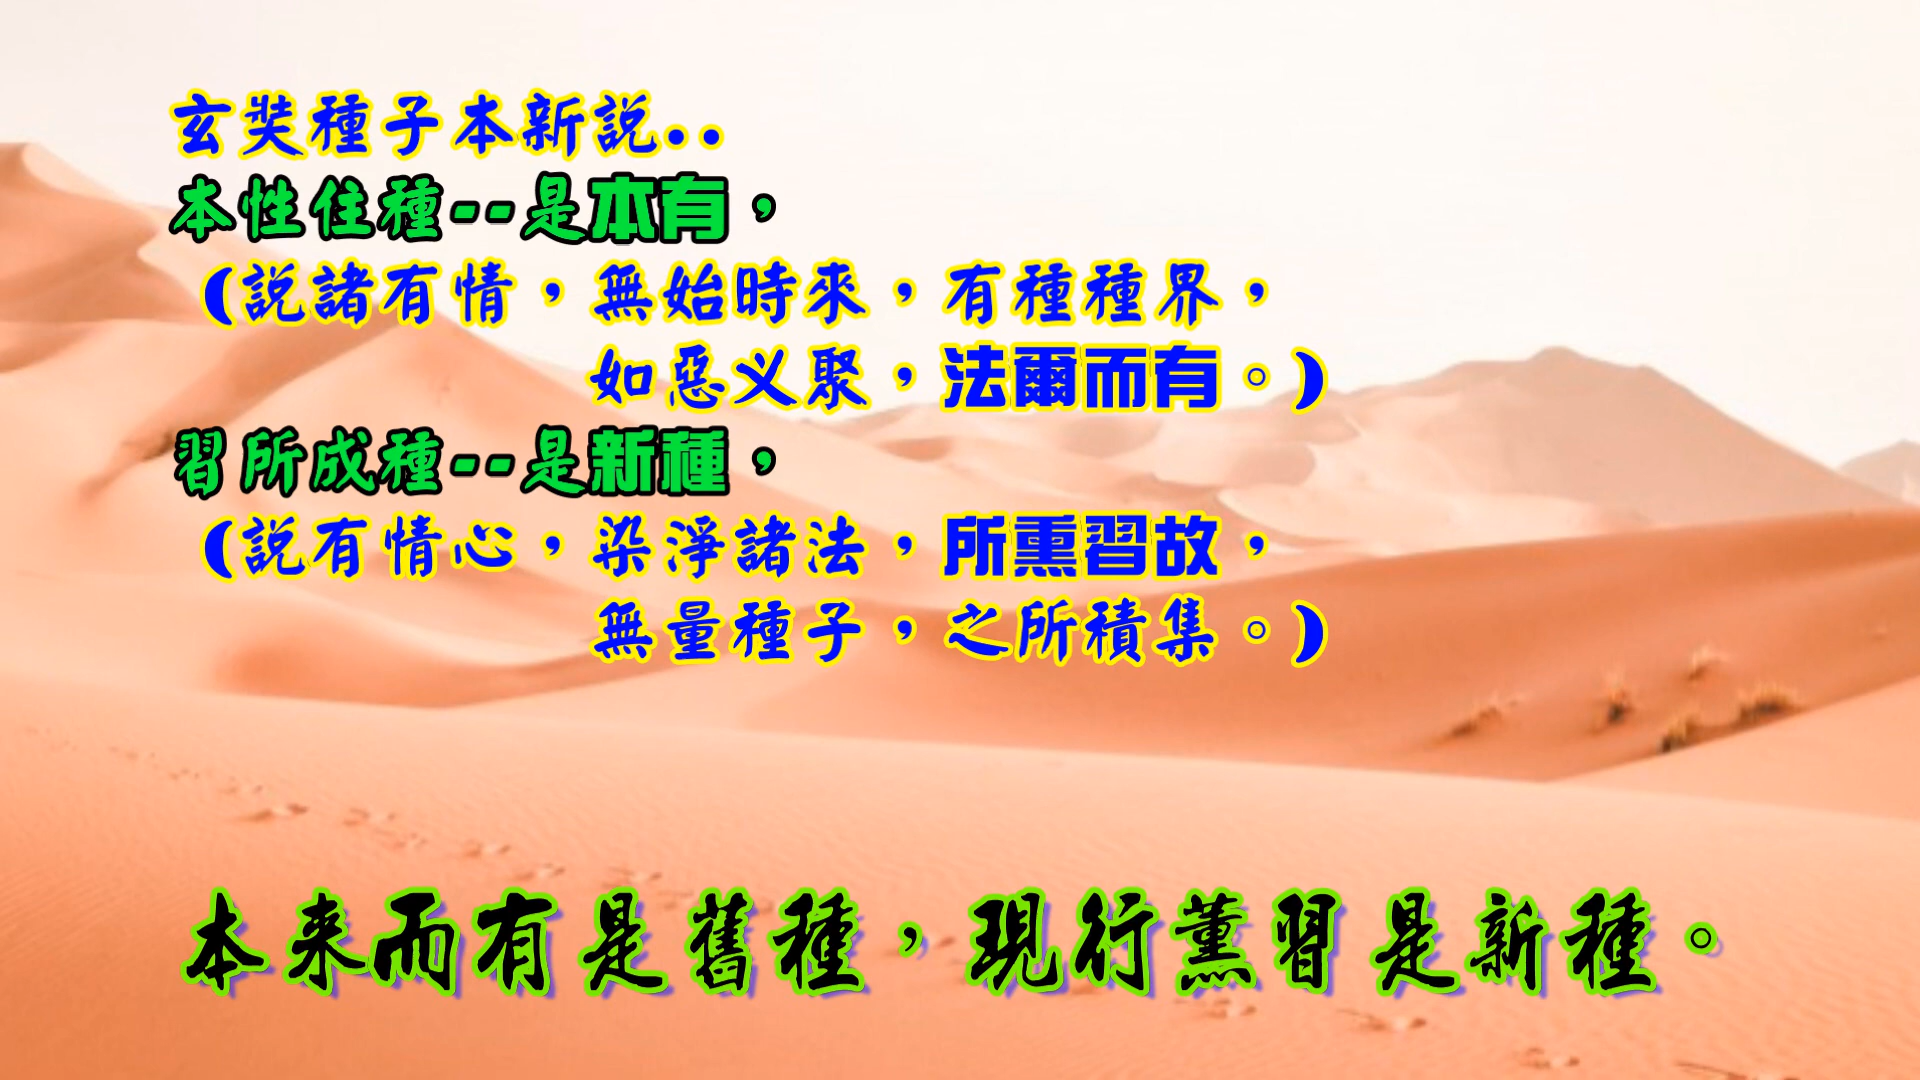 玄奘種子本新說..
本性住種--是本有，
(說諸有情，無始時來，有種種界，
如惡义聚，法爾而有。)
習所成種--是新種，
(說有情心，染淨諸法，所熏習故，
無量種子，之所積集。)
本来而有是舊種，現行薰習是新種。